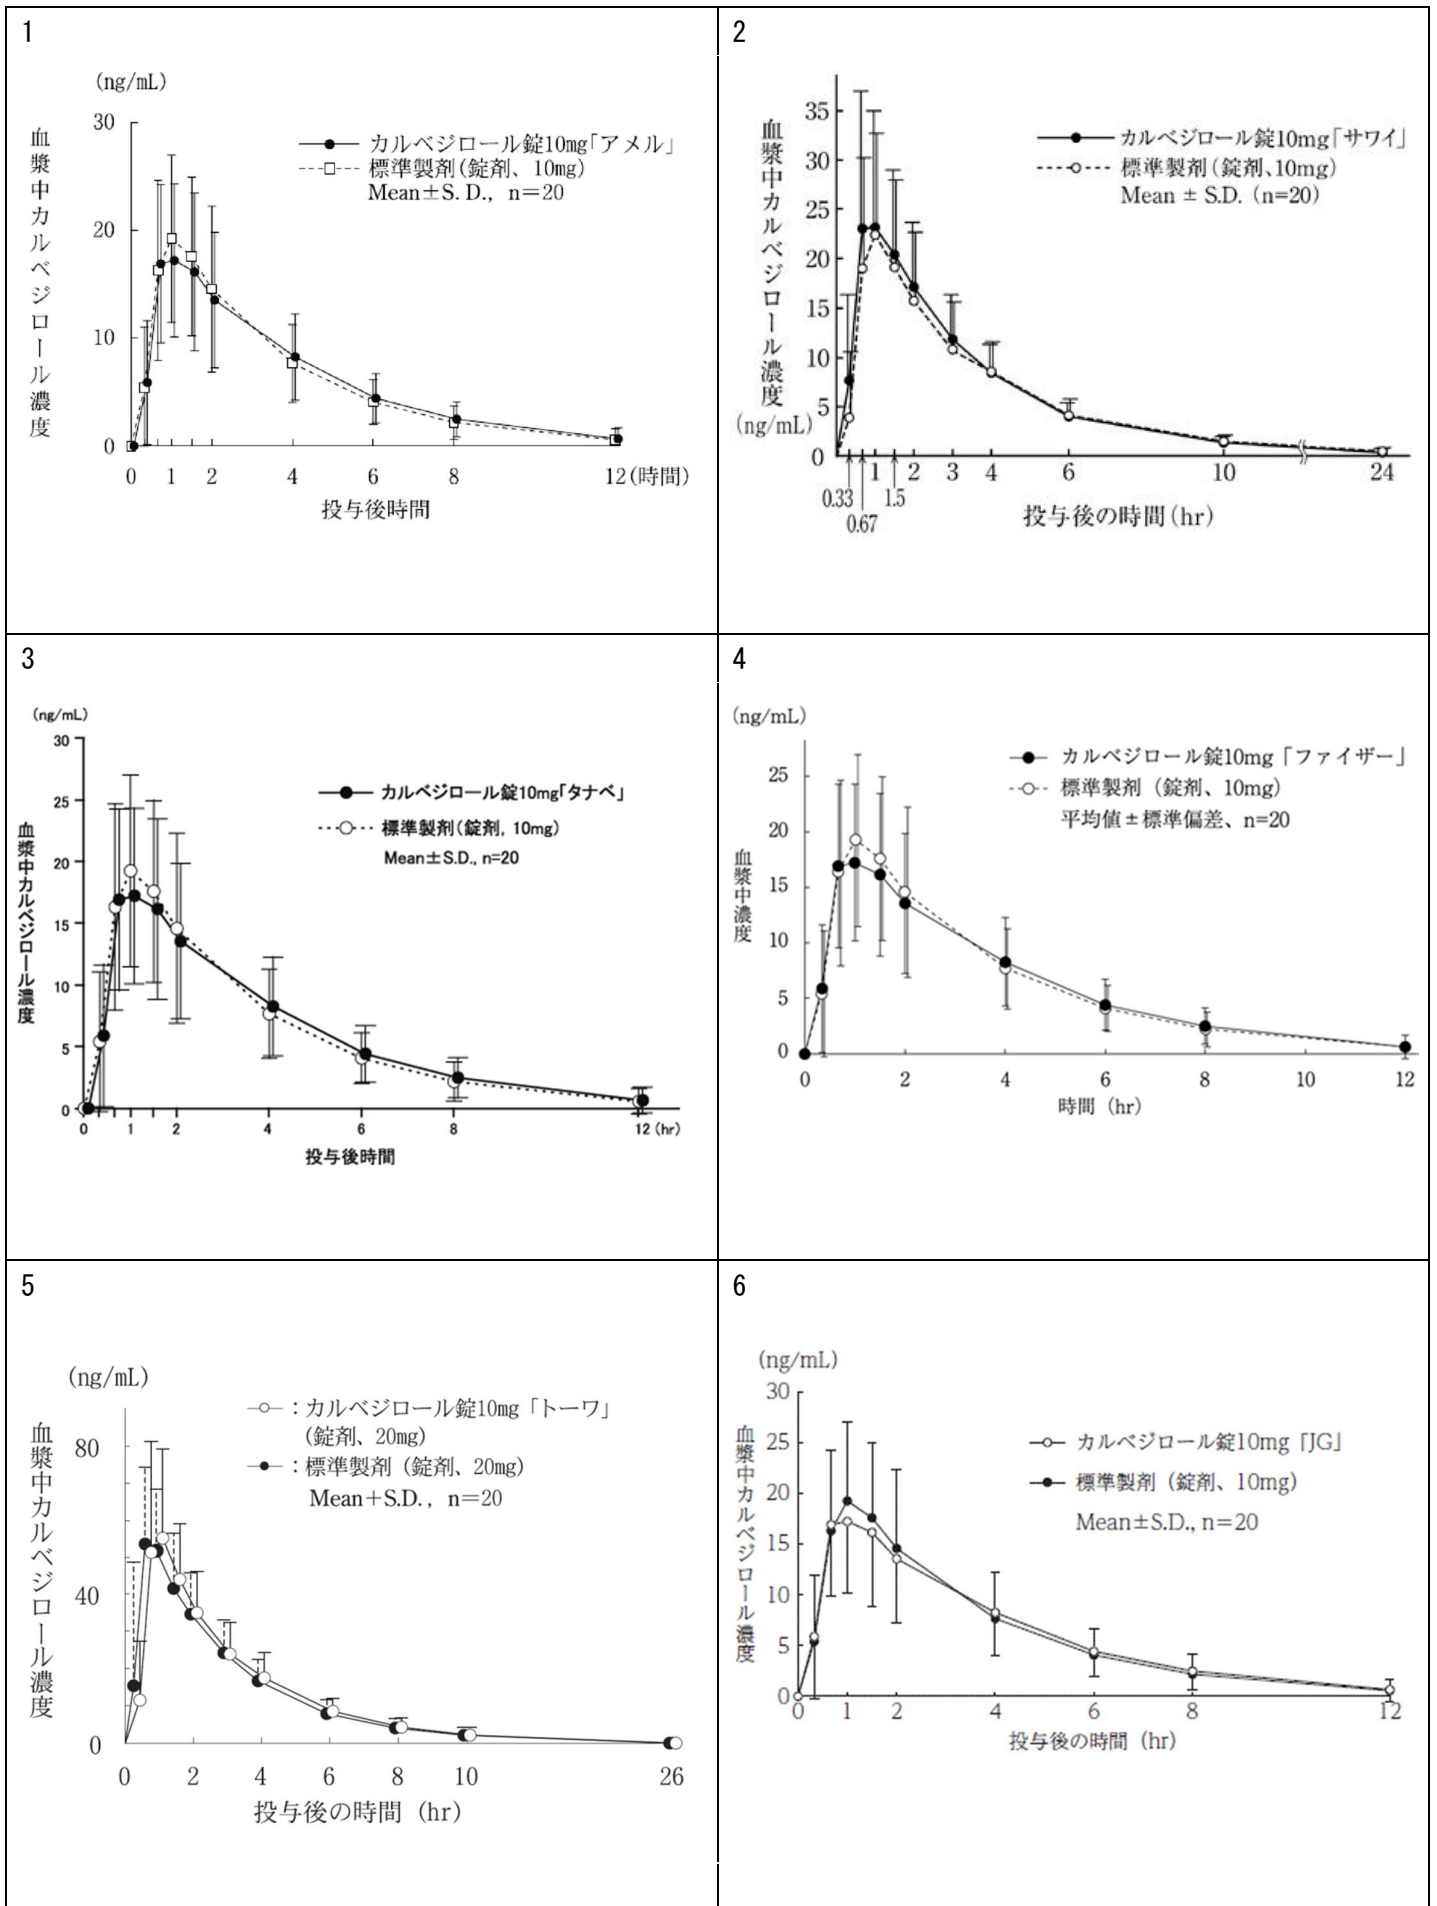 1
(ng/mL)
血漿中カルベジロール濃度
30
20
10
0
カルベジロール錠10mg「アメル」
標準製剤(錠剤、10mg)
Mean±S. D., n=20
0 1 2 4 6 8 12(時間)
投与後時間
2
血漿中カルベジロール濃度
(ng/mL)
35
30
25
20
15
10
5
0
カルベジロール錠10mg「サワイ」
標準製剤(錠剤、10mg)
Mean ± S.D. (n=20)
1 2 3 4 6 10 24
0.33 1.5
0.67
投与後の時間(hr)
3
(ng/mL)
血漿中カルベジロール濃度
30
25
20
15
10
5
0
カルベジロール錠10mg「タナベ」
標準製剤(錠剤, 10mg)
Mean±S.D., n=20
0 1 2 4 6 8 12 (hr)
投与後時間
4
(ng/mL)
血漿中濃度
25
20
15
10
5
0
カルベジロール錠10mg「ファイザー」
標準製剤（錠剤、10mg）
平均値±標準偏差、n=20
0 2 4 6 8 10 12
時間（hr）
5
(ng/mL)
血漿中カルベジロール濃度
80
40
0
：カルベジロール錠10mg「トーワ」
(錠剤、20mg)
：標準製剤（錠剤、20mg）
Mean+S.D., n=20
0 2 4 6 8 10 26
投与後の時間（hr）
6
(ng/mL)
血漿中カルベジロール濃度
30
25
20
15
10
5
0
カルベジロール錠10mg「JG」
標準製剤（錠剤、10mg）
Mean±S.D., n=20
0 1 2 4 6 8 12
投与後の時間（hr）